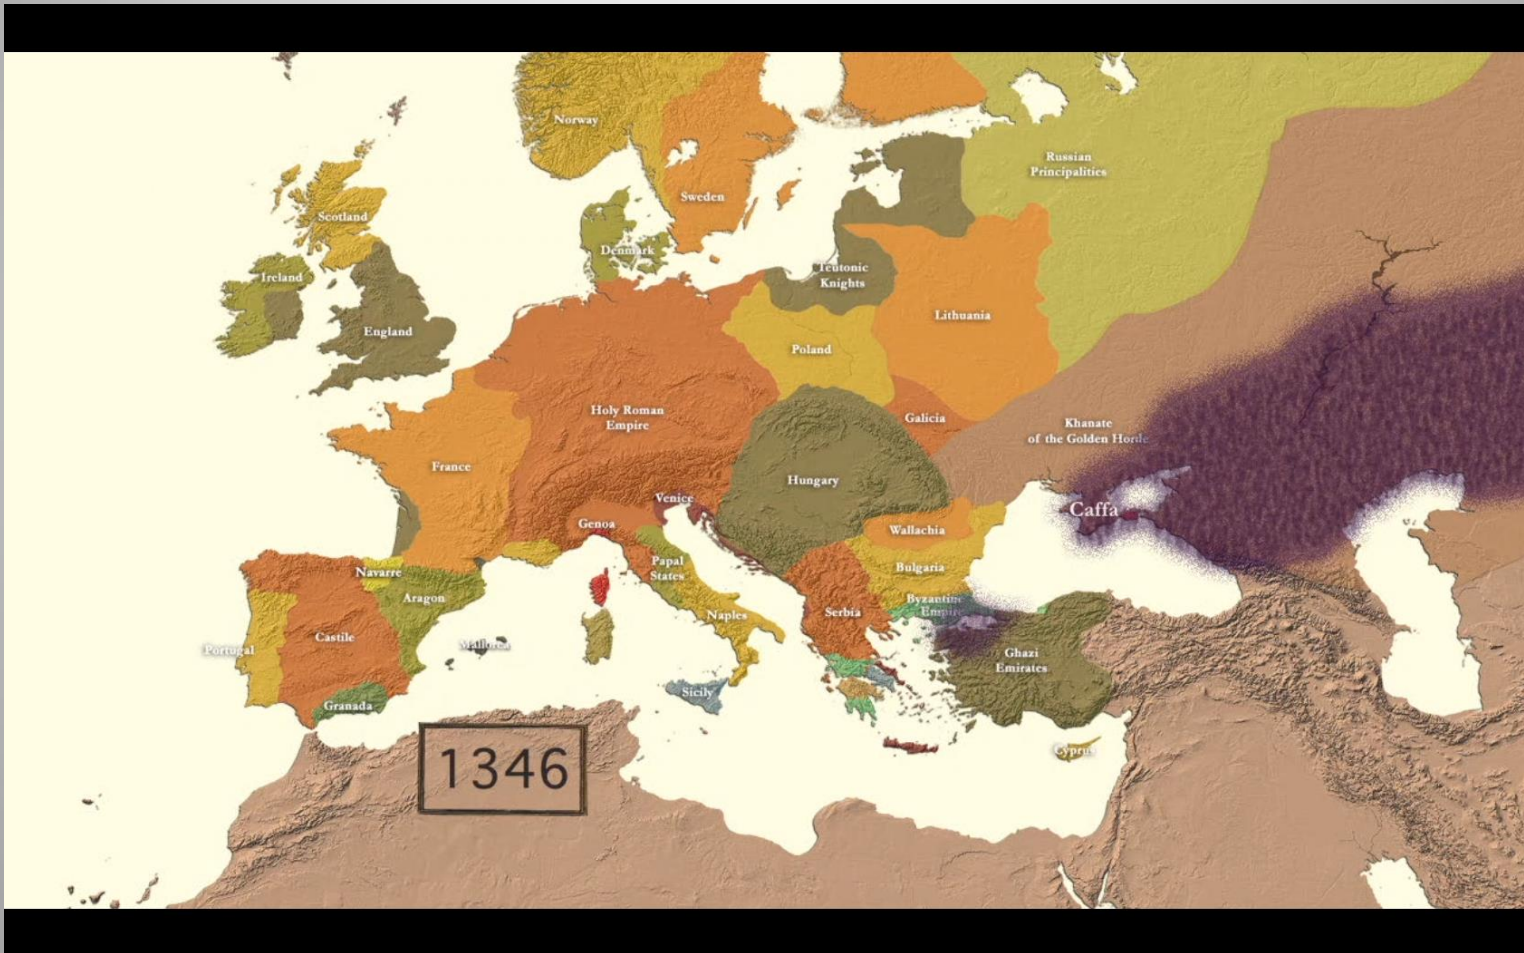 Norway
Sweden
Russian
Principalities
Scotland
Denmark
Ireland
Teutonic
Knights
England
Lithuania
Poland
Holy Roman
Empire
Galicia
Khanate
of the Golden Horde
France
Hungary
Venice
Genoa
Caffa
Wallachia
Navarre
Papal
States
Bulgaria
Aragon
Byzantine
Empire
Naples
Serbia
Castile
Mallorca
Portugal
Ghazi
Emirates
Sicily
Granada
Cyprus
1346